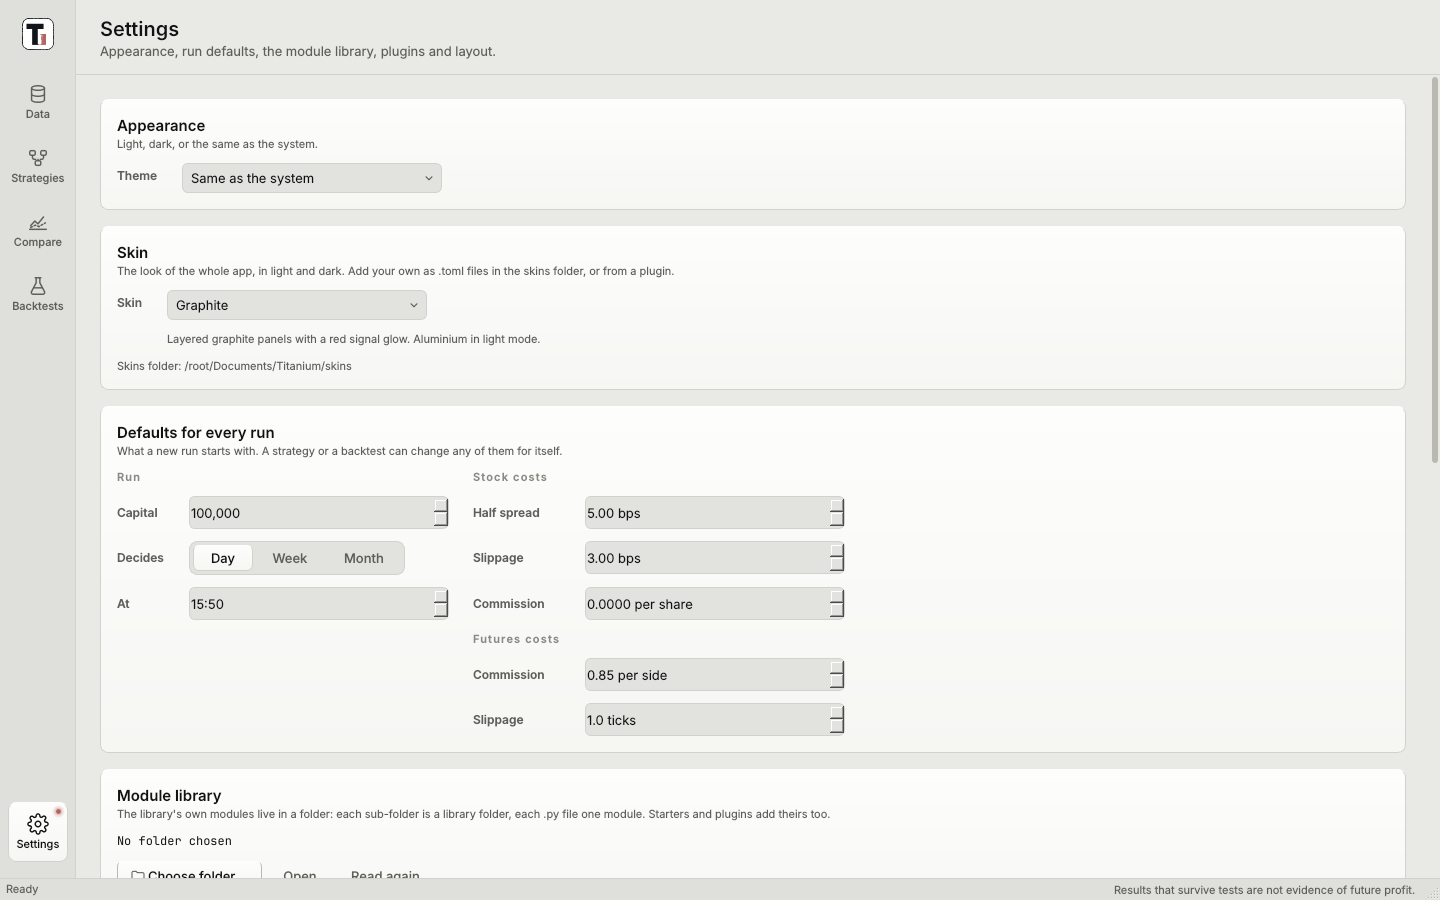 Ti
Settings
Appearance, run defaults, the module library, plugins and layout.
Data
Strategies
Compare
Backtests
Settings
Appearance
Light, dark, or the same as the system.
Theme Same as the system
Skin
The look of the whole app, in light and dark. Add your own as .toml files in the skins folder, or from a plugin.
Skin Graphite
Layered graphite panels with a red signal glow. Aluminium in light mode.
Skins folder: /root/Documents/Titanium/skins
Defaults for every run
What a new run starts with. A strategy or a backtest can change any of them for itself.
Run
Capital 100,000
Decides Day Week Month
At 15:50
Stock costs
Half spread 5.00 bps
Slippage 3.00 bps
Commission 0.0000 per share
Futures costs
Commission 0.85 per side
Slippage 1.0 ticks
Module library
The library's own modules live in a folder: each sub-folder is a library folder, each .py file one module. Starters and plugins add theirs too.
No folder chosen
Choose folder Open Read again
Ready
Results that survive tests are not evidence of future profit.